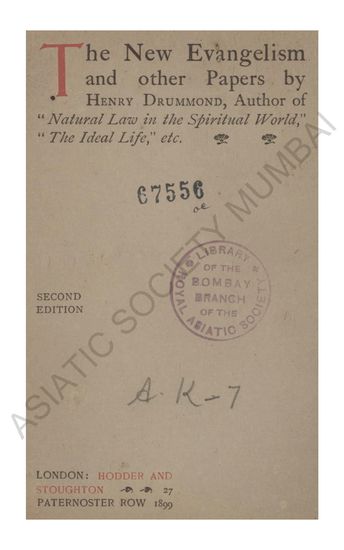 The New Evangelism
and other Papers by
HENRY DRUMMOND, Author of
"Natural Law in the Spiritual World,"
"The Ideal Life," etc.
67556
oe
SECOND
EDITION
LIBRARY
OF THE
BOMBAY
BRANCH
OF THE
ROYAL ASIATIC SOCIETY
A.K-7
LONDON: HODDER AND
STOUGHTON 27
PATERNOSTER ROW 1899
ASIATIC SOCIETY MUMBAI